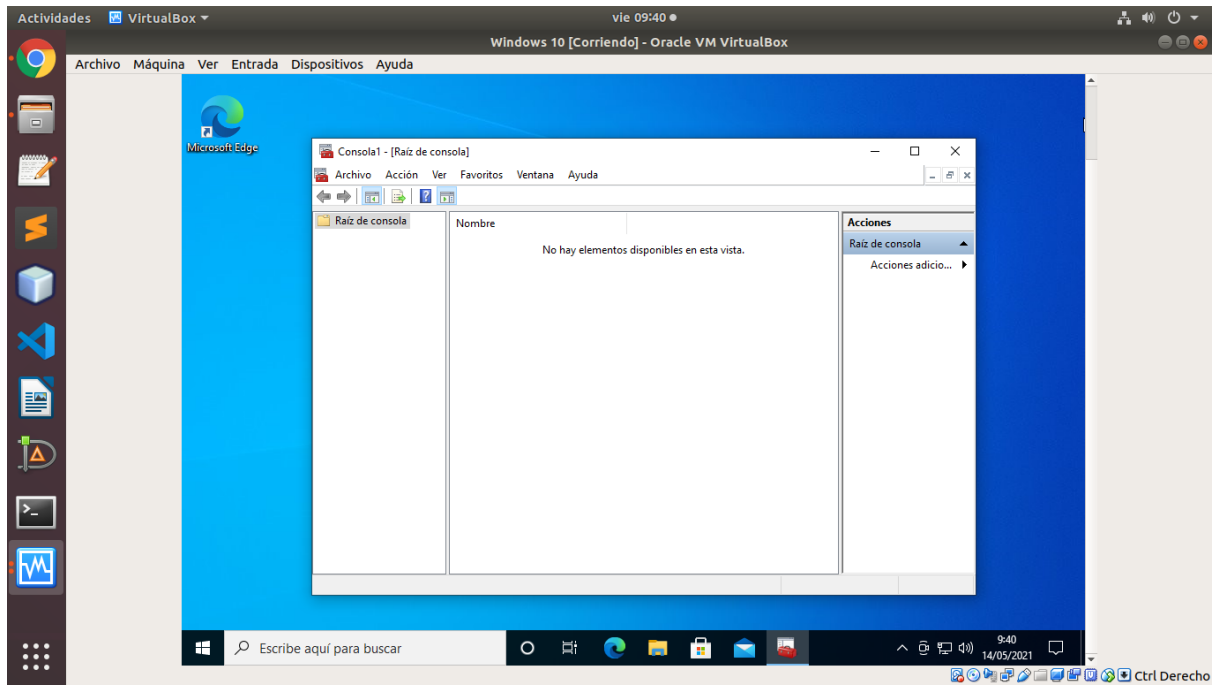 Actividades VirtualBox vie 09:40
Windows 10 [Corriendo] - Oracle VM VirtualBox
Archivo Máquina Ver Entrada Dispositivos Ayuda
Microsoft Edge
Consola1 - [Raíz de consola]
Archivo Acción Ver Favoritos Ventana Ayuda
Raíz de consola
Nombre
No hay elementos disponibles en esta vista.
Acciones
Raíz de consola
Acciones adicio...
Escribe aquí para buscar
9:40
14/05/2021
Ctrl Derecho